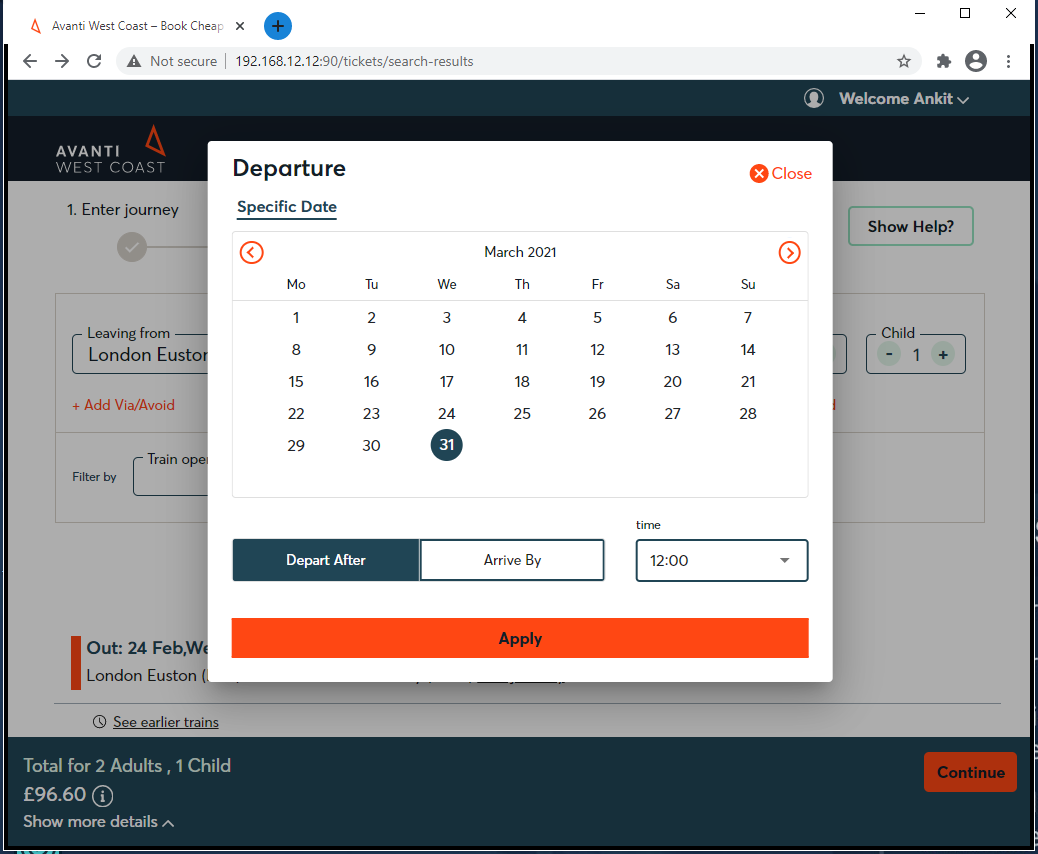 Avanti West Coast – Book Cheap
Not secure 192.168.12.12:90/tickets/search-results
Welcome Ankit
AVANTI
WEST COAST
Departure
Close
1. Enter journey
Specific Date
Show Help?
March 2021
Mo Tu We Th Fr Sa Su
1 2 3 4 5 6 7
8 9 10 11 12 13 14
15 16 17 18 19 20 21
22 23 24 25 26 27 28
29 30 31
Leaving from
London Euston
Child
- 1 +
+ Add Via/Avoid
Filter by
Train oper
time
Depart After Arrive By 12:00
Apply
Out: 24 Feb,We
London Euston (
See earlier trains
Total for 2 Adults , 1 Child
£96.60
Show more details
Continue